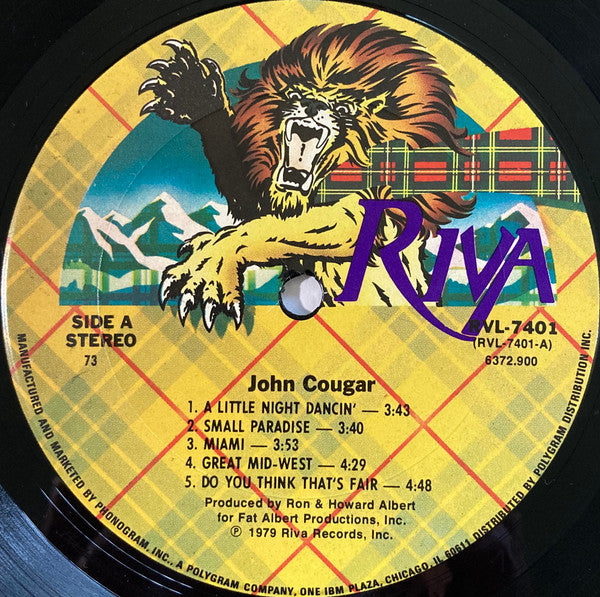 RIVA
SIDE A
STEREO
73
RVL-7401
(RVL-7401-A)
6372.900
John Cougar
1. A LITTLE NIGHT DANCIN' — 3:43
2. SMALL PARADISE — 3:40
3. MIAMI — 3:53
4. GREAT MID-WEST — 4:29
5. DO YOU THINK THAT'S FAIR — 4:48
Produced by Ron & Howard Albert
for Fat Albert Productions, Inc.
Ⓟ 1979 Riva Records, Inc.
MANUFACTURED AND MARKETED BY PHONOGRAM, INC., A POLYGRAM COMPANY, ONE IBM PLAZA, CHICAGO, IL 60611. DISTRIBUTED BY POLYGRAM DISTRIBUTION INC.